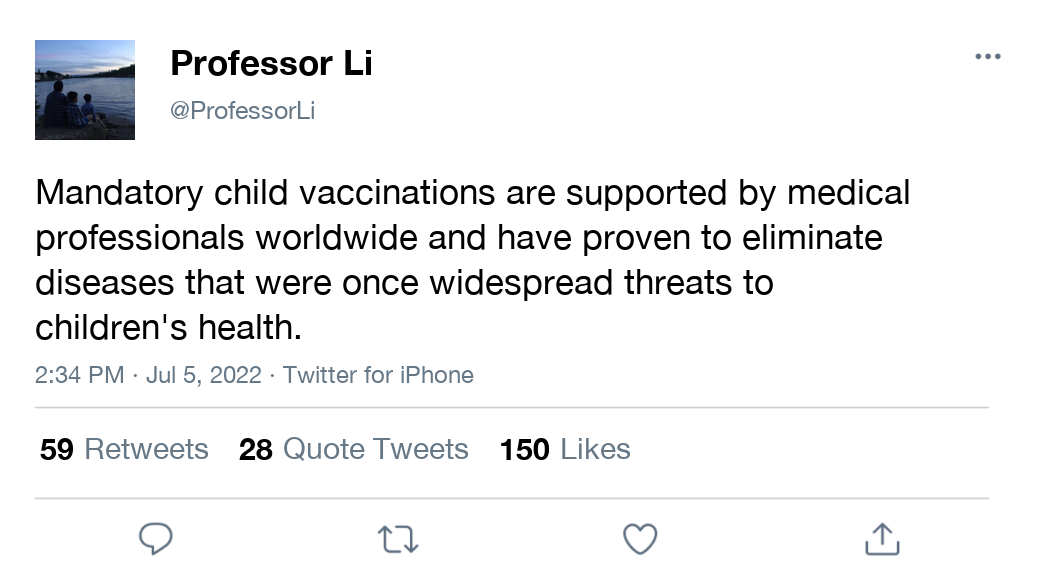 Professor Li
@ProfessorLi
Mandatory child vaccinations are supported by medical
professionals worldwide and have proven to eliminate
diseases that were once widespread threats to
children's health.
2:34 PM · Jul 5, 2022 · Twitter for iPhone
59 Retweets 28 Quote Tweets 150 Likes